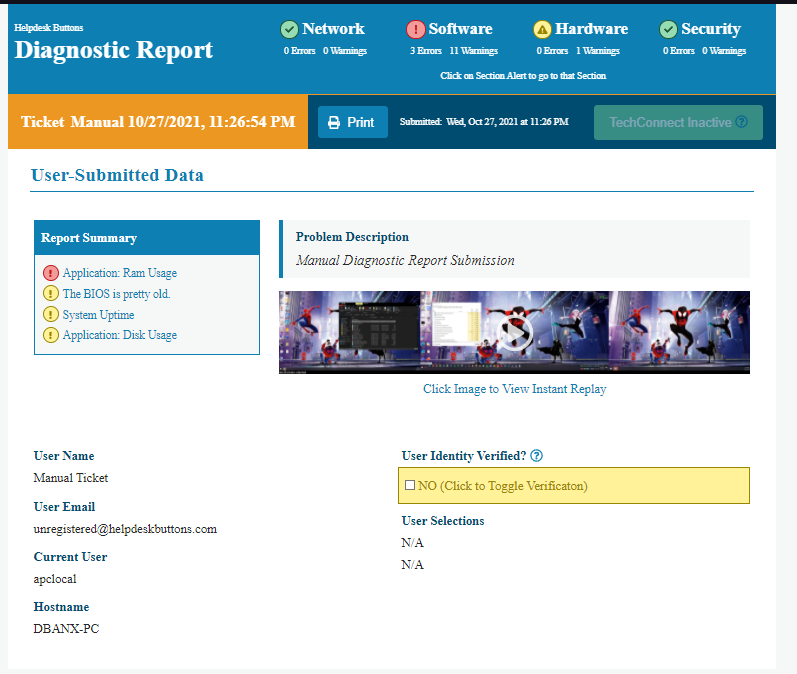 Helpdesk Buttons
Diagnostic Report
Network
0 Errors 0 Warnings
Software
3 Errors 11 Warnings
Hardware
0 Errors 1 Warnings
Security
0 Errors 0 Warnings
Click on Section Alert to go to that Section
Ticket Manual 10/27/2021, 11:26:54 PM
Print
Submitted: Wed, Oct 27, 2021 at 11:26 PM
TechConnect Inactive
User-Submitted Data
Report Summary
Application: Ram Usage
The BIOS is pretty old.
System Uptime
Application: Disk Usage
Problem Description
Manual Diagnostic Report Submission
Click Image to View Instant Replay
User Name
Manual Ticket
User Email
unregistered@helpdeskbuttons.com
Current User
apclocal
Hostname
DBANX-PC
User Identity Verified?
NO (Click to Toggle Verificaton)
User Selections
N/A
N/A